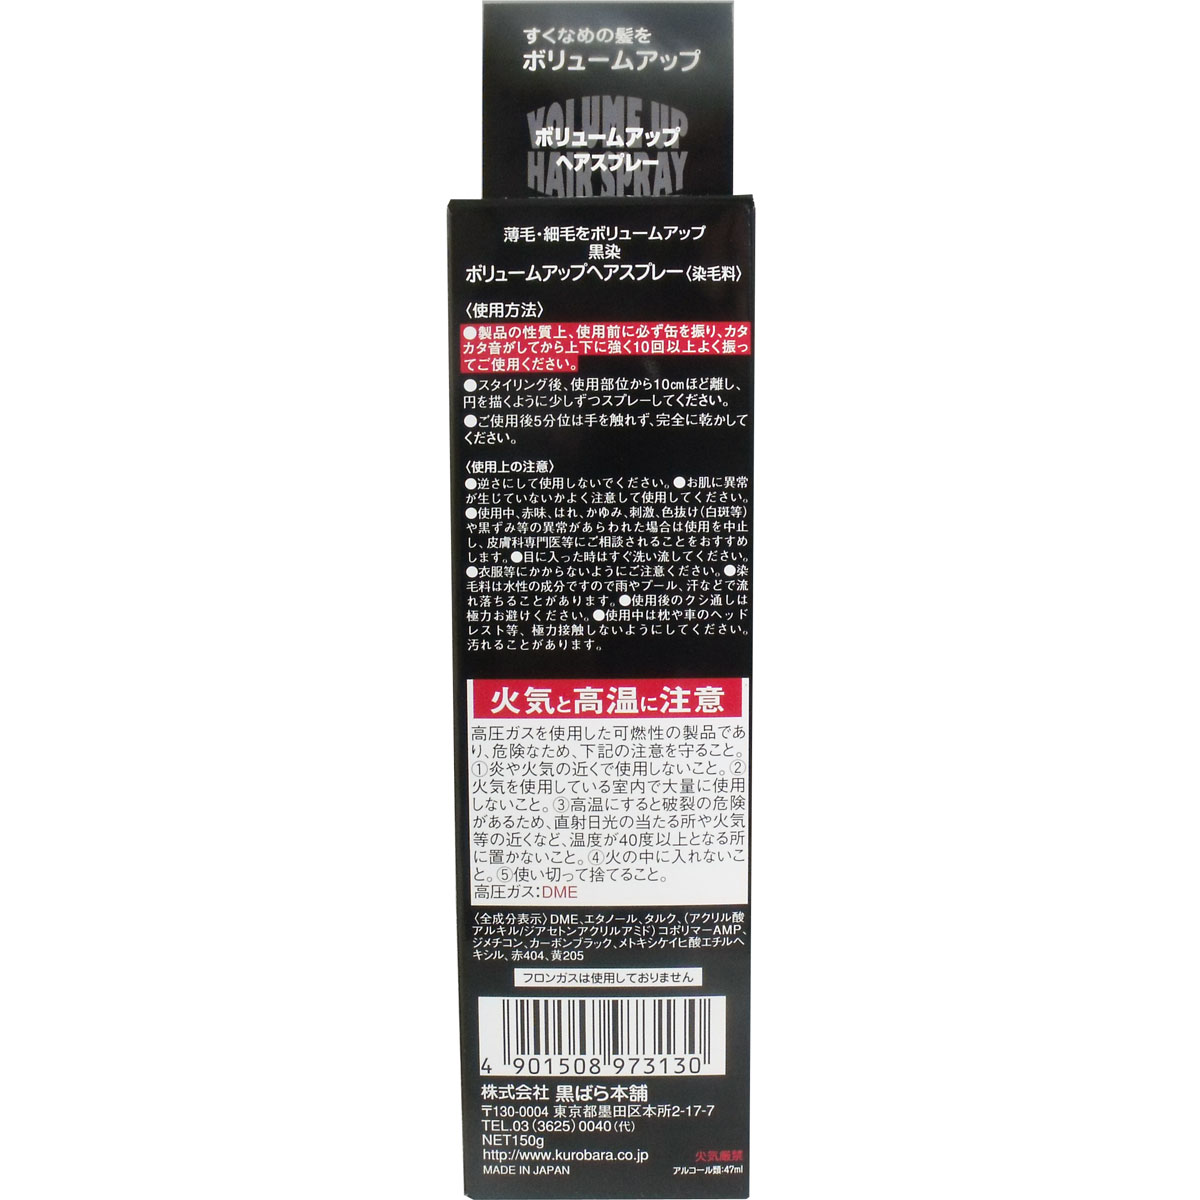 すくなめの髪を
ボリュームアップ
VOLUME UP
ボリュームアップ
ヘアスプレー
HAIR SPRAY
薄毛・細毛をボリュームアップ
黒染
ボリュームアップヘアスプレー〈染毛料〉
〈使用方法〉
●製品の性質上、使用前に必ず缶を振り、カタ
カタ音がしてから上下に強く10回以上よく振っ
てご使用ください。
●スタイリング後、使用部位から10cmほど離し、
円を描くように少しずつスプレーしてください。
●ご使用後5分位は手を触れず、完全に乾かして
ください。
〈使用上の注意〉
●逆さにして使用しないでください。●お肌に異常
が生じていないかよく注意して使用してください。
●使用中、赤味、はれ、かゆみ、刺激、色抜け(白斑等)
や黒ずみ等の異常があらわれた場合は使用を中止
し、皮膚科専門医等にご相談されることをおすすめ
します。●目に入った時はすぐ洗い流してください。
●衣服等にかからないようにご注意ください。●染
毛料は水性の成分ですので雨やプール、汗などで流
れ落ちることがあります。●使用後のクシ通しは
極力お避けください。●使用中は枕や車のヘッド
レスト等、極力接触しないようにしてください。
汚れることがあります。
火気と高温に注意
高圧ガスを使用した可燃性の製品であ
り、危険なため、下記の注意を守ること。
①炎や火気の近くで使用しないこと。②
火気を使用している室内で大量に使用
しないこと。③高温にすると破裂の危険
があるため、直射日光の当たる所や火気
等の近くなど、温度が40度以上となる所
に置かないこと。④火の中に入れないこ
と。⑤使い切って捨てること。
高圧ガス:DME
〈全成分表示〉DME、エタノール、タルク、(アクリル酸
アルキル/ジアセトンアクリルアミド)コポリマーAMP、
ジメチコン、カーボンブラック、メトキシケイヒ酸エチルヘ
キシル、赤404、黄205
フロンガスは使用しておりません
4 901508 973130
株式会社 黒ばら本舗
〒130-0004 東京都墨田区本所2-17-7
TEL.03 (3625) 0040 (代)
NET150g
http://www.kurobara.co.jp
火気厳禁
MADE IN JAPAN
アルコール類:47ml